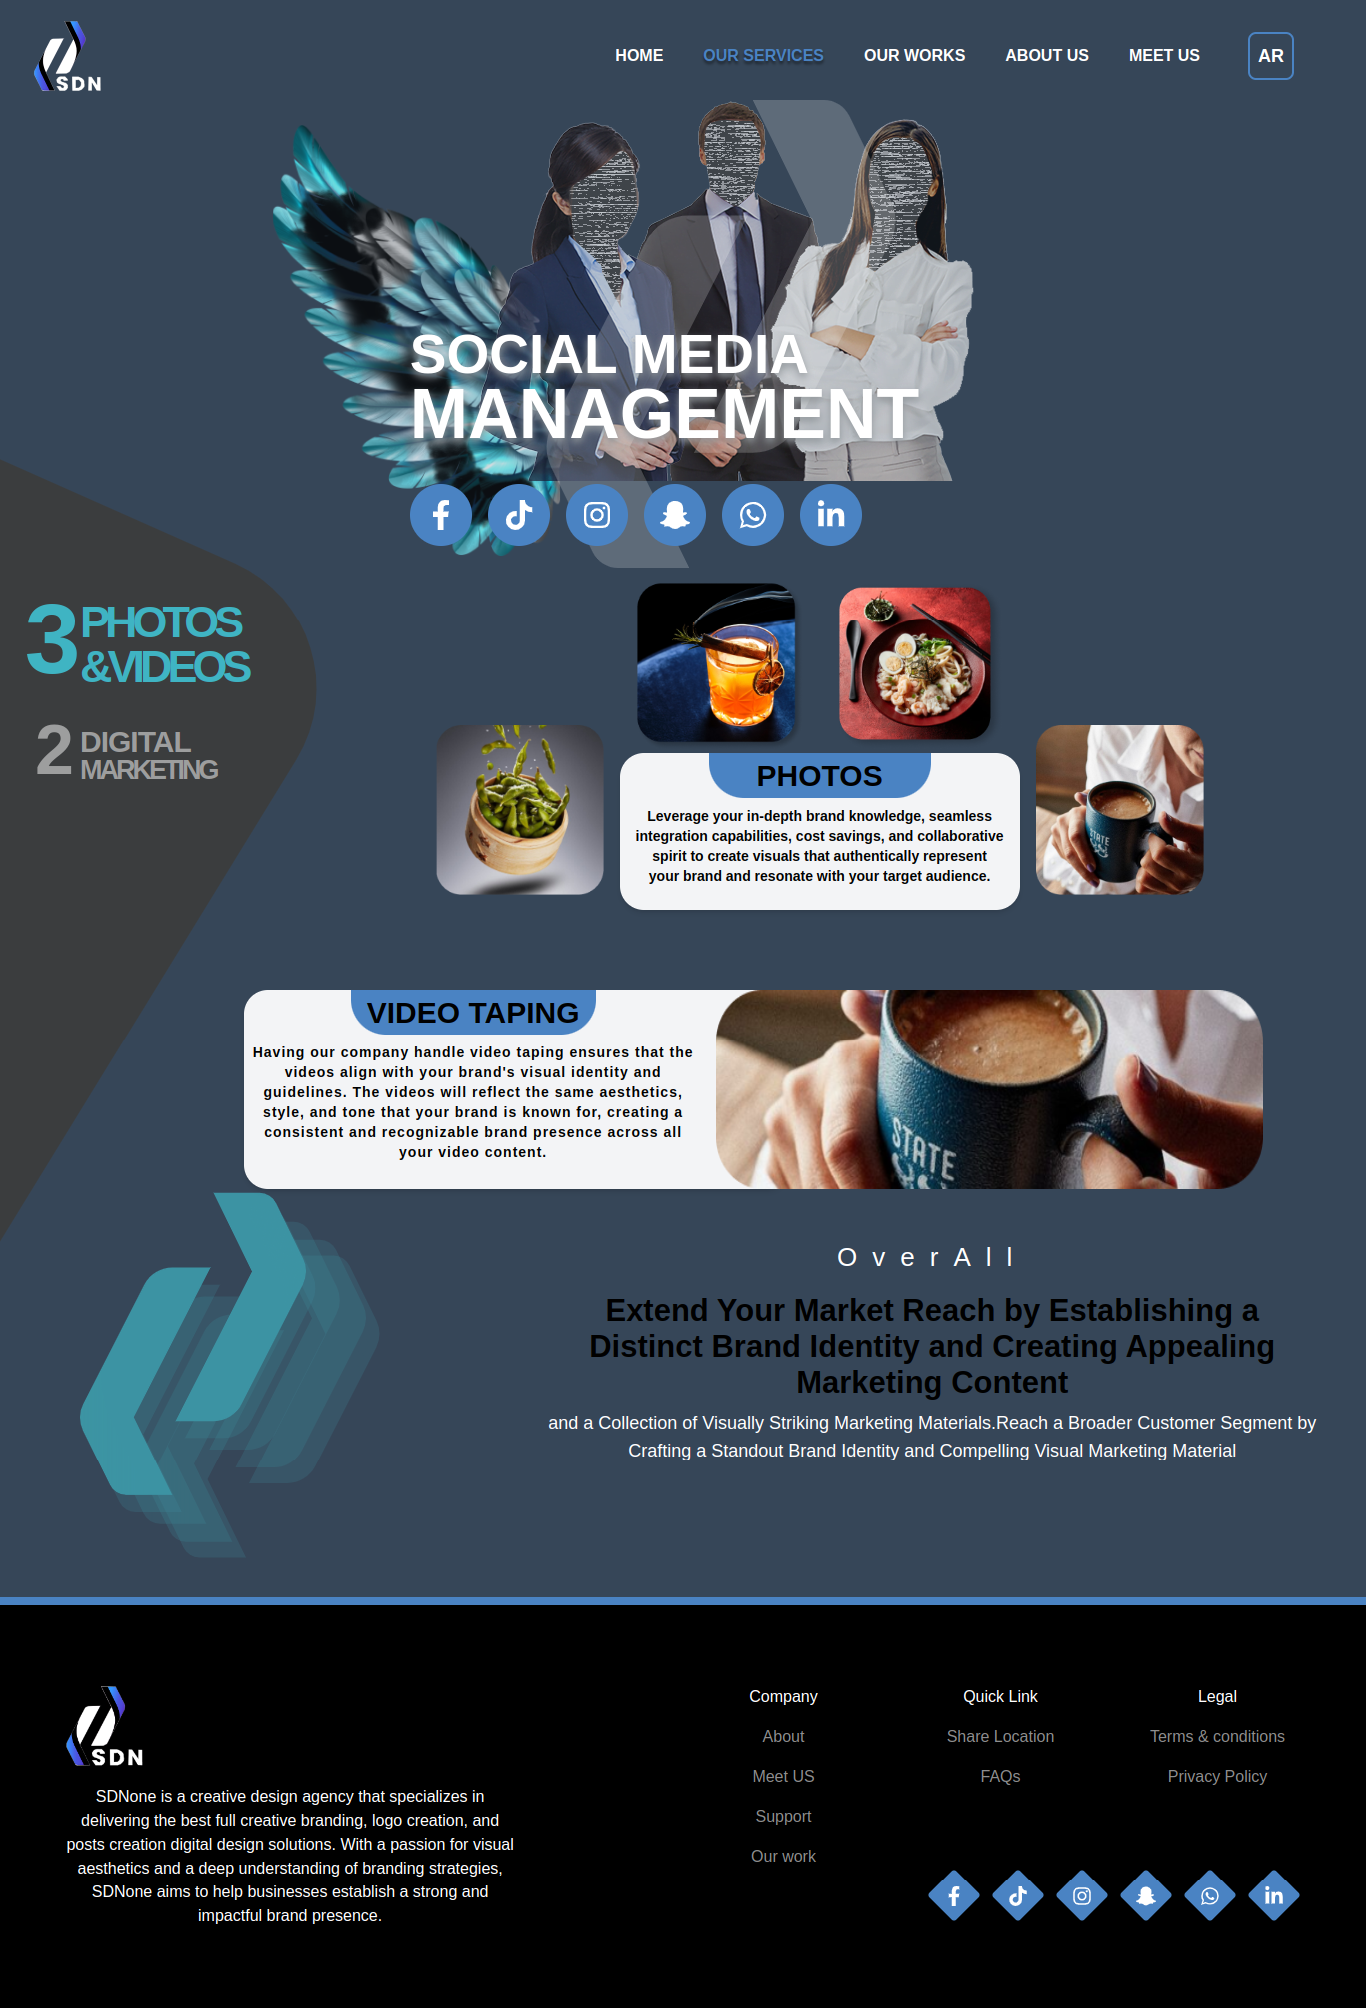 SDN
HOME
OUR SERVICES
OUR WORKS
ABOUT US
MEET US
AR
SOCIAL MEDIA
MANAGEMENT
3 PHOTOS
&VIDEOS
2 DIGITAL
MARKETING
PHOTOS
Leverage your in-depth brand knowledge, seamless
integration capabilities, cost savings, and collaborative
spirit to create visuals that authentically represent
your brand and resonate with your target audience.
STATE
VIDEO TAPING
Having our company handle video taping ensures that the
videos align with your brand's visual identity and
guidelines. The videos will reflect the same aesthetics,
style, and tone that your brand is known for, creating a
consistent and recognizable brand presence across all
your video content.
STATE
OverAll
Extend Your Market Reach by Establishing a
Distinct Brand Identity and Creating Appealing
Marketing Content
and a Collection of Visually Striking Marketing Materials.Reach a Broader Customer Segment by
Crafting a Standout Brand Identity and Compelling Visual Marketing Material
SDN
SDNone is a creative design agency that specializes in
delivering the best full creative branding, logo creation, and
posts creation digital design solutions. With a passion for visual
aesthetics and a deep understanding of branding strategies,
SDNone aims to help businesses establish a strong and
impactful brand presence.
Company
About
Meet US
Support
Our work
Quick Link
Share Location
FAQs
Legal
Terms & conditions
Privacy Policy